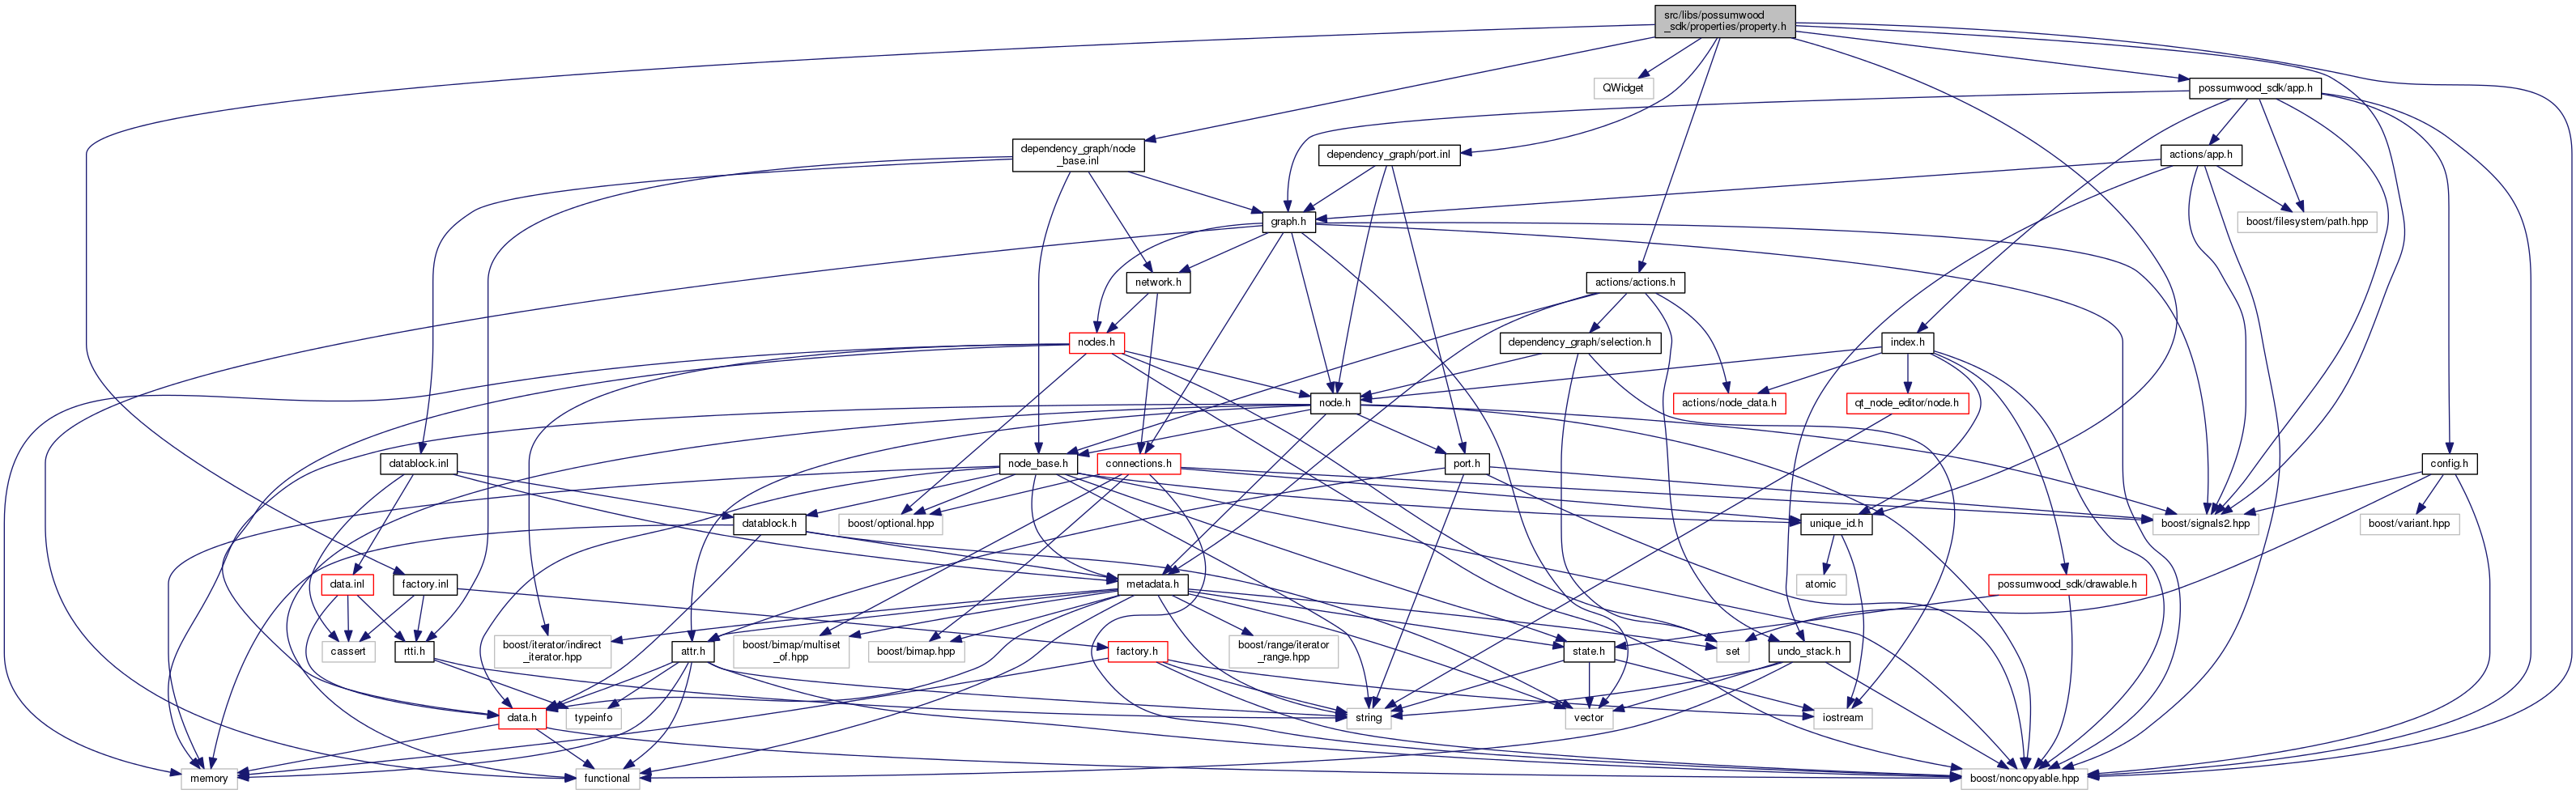 src/libs/possumwood
_sdk/properties/property.h
QWidget
possumwood_sdk/app.h
dependency_graph/node
_base.inl
dependency_graph/port.inl
actions/app.h
graph.h
boost/filesystem/path.hpp
network.h
actions/actions.h
nodes.h
dependency_graph/selection.h
index.h
node.h
actions/node_data.h
qt_node_editor/node.h
datablock.inl
node_base.h
connections.h
port.h
config.h
boost/optional.hpp
datablock.h
unique_id.h
boost/signals2.hpp
boost/variant.hpp
data.inl
factory.inl
metadata.h
atomic
possumwood_sdk/drawable.h
cassert
rtti.h
boost/iterator/indirect
_iterator.hpp
attr.h
boost/bimap/multiset
_of.hpp
boost/bimap.hpp
factory.h
boost/range/iterator
_range.hpp
state.h
set
undo_stack.h
data.h
typeinfo
string
vector
iostream
memory
functional
boost/noncopyable.hpp